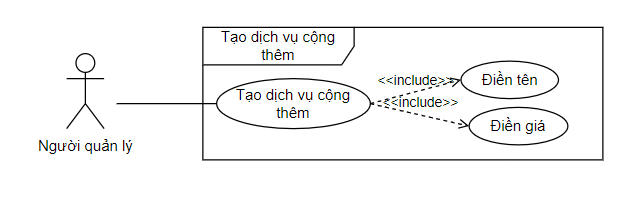 Tạo dịch vụ cộng
thêm
<<include>>
Điền tên
Tạo dịch vụ cộng
thêm
<<include>>
Điền giá
Người quản lý